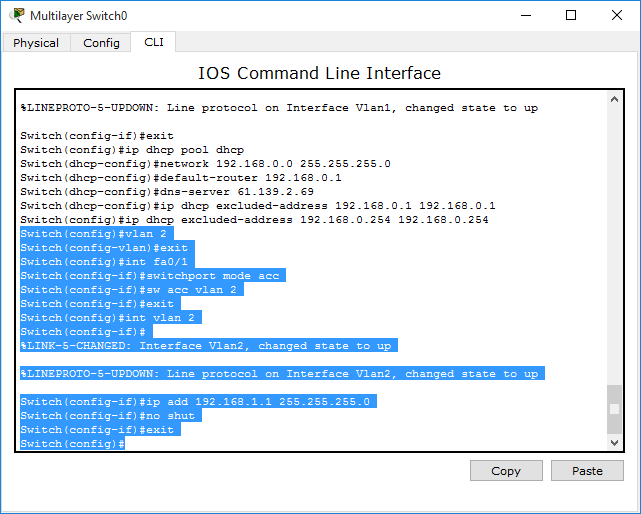 Multilayer Switch0
Physical Config CLI
IOS Command Line Interface
%LINEPROTO-5-UPDOWN: Line protocol on Interface Vlan1, changed state to up
Switch(config-if)#exit
Switch(config)#ip dhcp pool dhcp
Switch(dhcp-config)#network 192.168.0.0 255.255.255.0
Switch(dhcp-config)#default-router 192.168.0.1
Switch(dhcp-config)#dns-server 61.139.2.69
Switch(dhcp-config)#ip dhcp excluded-address 192.168.0.1 192.168.0.1
Switch(config)#ip dhcp excluded-address 192.168.0.254 192.168.0.254
Switch(config)#vlan 2
Switch(config-vlan)#exit
Switch(config)#int fa0/1
Switch(config-if)#switchport mode acc
Switch(config-if)#sw acc vlan 2
Switch(config-if)#exit
Switch(config)#int vlan 2
Switch(config-if)#
%LINK-5-CHANGED: Interface Vlan2, changed state to up
%LINEPROTO-5-UPDOWN: Line protocol on Interface Vlan2, changed state to up
Switch(config-if)#ip add 192.168.1.1 255.255.255.0
Switch(config-if)#no shut
Switch(config-if)#exit
Switch(config)#
Copy Paste